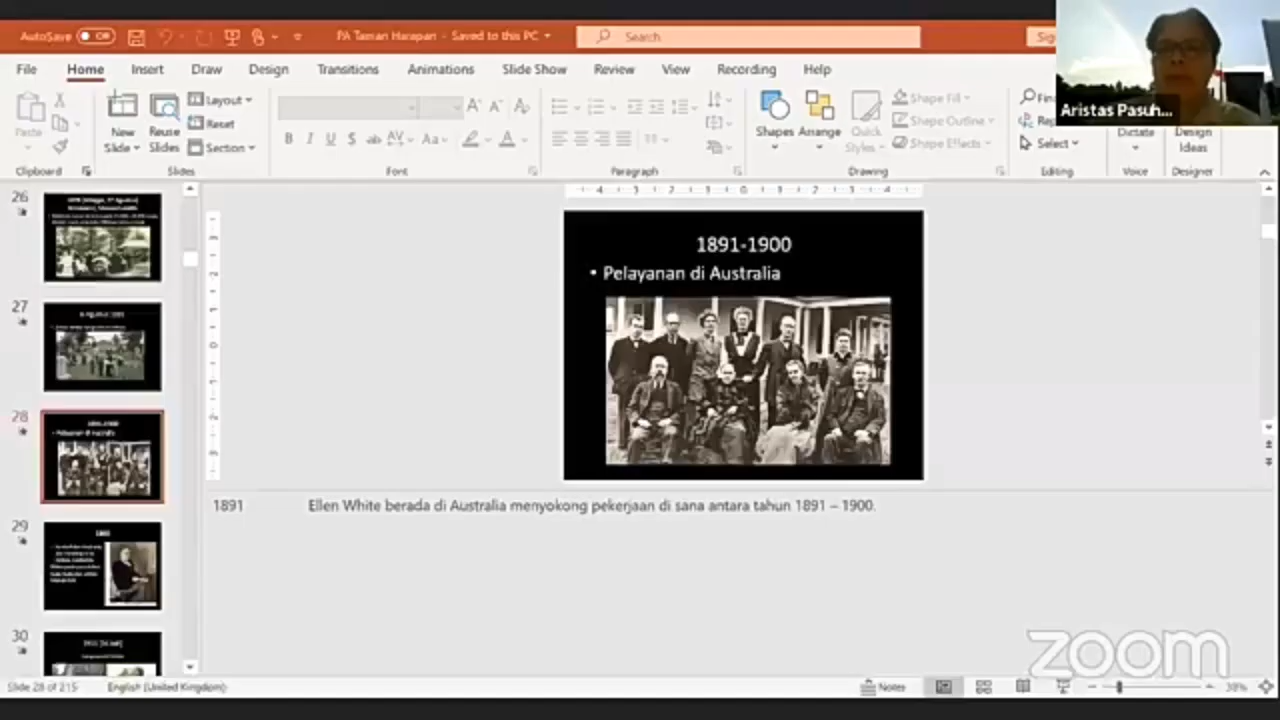 AutoSave Off
PA Taman Harapan - Saved to this PC
Search
Aristas Pasuh...
File Home Insert Draw Design Transitions Animations Slide Show Review View Recording Help
Paste
New Slide
Reuse Slides
Layout
Reset
Section
B I U S ab AV Aa A
Shapes Arrange Quick Styles
Shape Fill
Shape Outline
Shape Effects
Select
Dictate
Design Ideas
Clipboard Slides Font Paragraph Drawing Editing Voice Designer
26
27
28
29
30
1891-1900
• Pelayanan di Australia
1891 Ellen White berada di Australia menyokong pekerjaan di sana antara tahun 1891 – 1900.
zoom
Slide 28 of 215 English (United Kingdom) Notes 38%